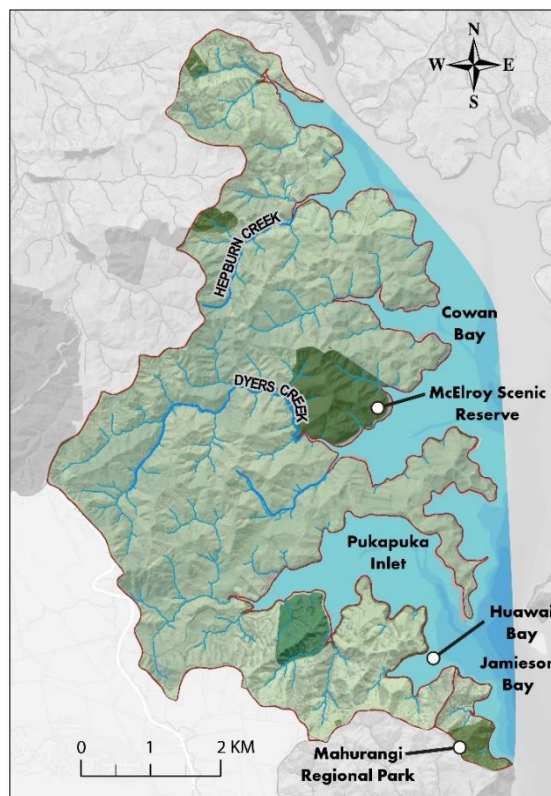 N
W E
S
HEPBURN CREEK
Cowan
Bay
DYERS CREEK
McElroy Scenic
Reserve
Pukapuka
Inlet
Huawai
Bay
Jamieson
Bay
0 1 2 KM
Mahurangi
Regional Park